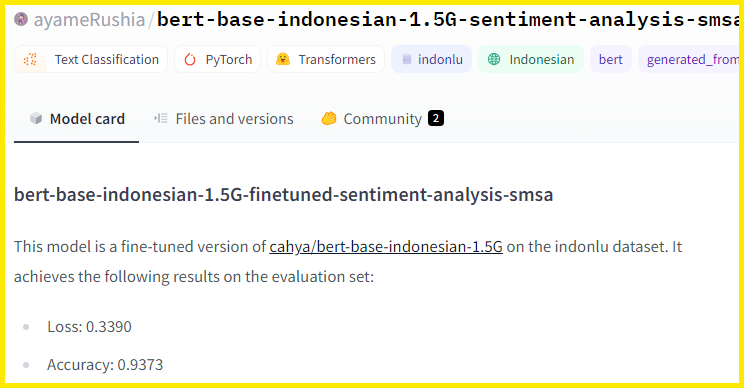 ayameRushia/bert-base-indonesian-1.5G-sentiment-analysis-smsa
Text Classification PyTorch Transformers indonlu Indonesian bert generated_from
Model card Files and versions Community 2
bert-base-indonesian-1.5G-finetuned-sentiment-analysis-smsa
This model is a fine-tuned version of cahya/bert-base-indonesian-1.5G on the indonlu dataset. It
achieves the following results on the evaluation set:
Loss: 0.3390
Accuracy: 0.9373